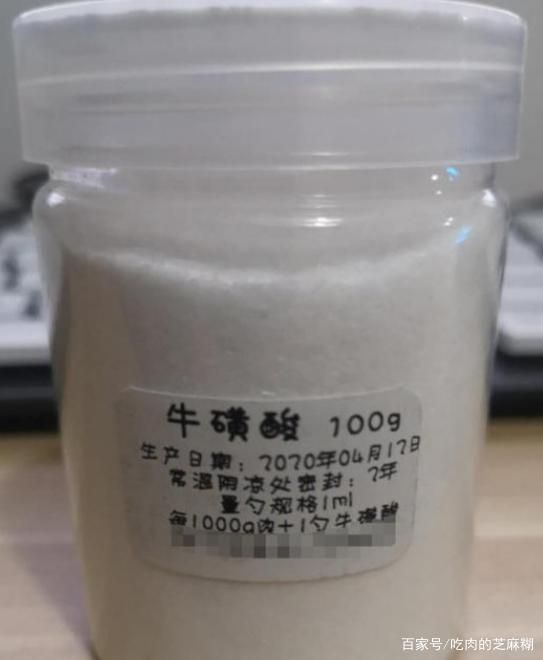 牛磺酸 100g
生产日期：2020年04月12日
常温阴凉处密封：2年
量勺规格1ml
每1000g肉+1勺牛磺酸
百家号/吃肉的芝麻糊